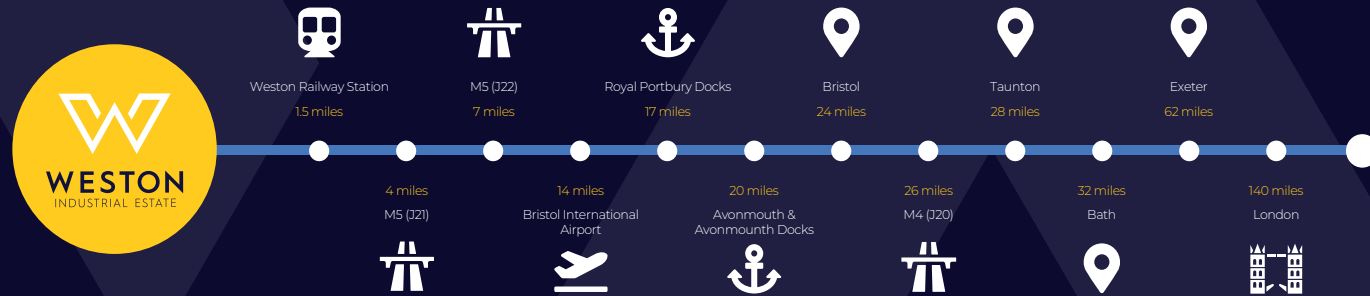 WESTON
INDUSTRIAL ESTATE
Weston Railway Station
1.5 miles
4 miles
M5 (J21)
M5 (J22)
7 miles
14 miles
Bristol International
Airport
Royal Portbury Docks
17 miles
20 miles
Avonmouth &
Avonmounth Docks
Bristol
24 miles
26 miles
M4 (J20)
Taunton
28 miles
32 miles
Bath
Exeter
62 miles
140 miles
London